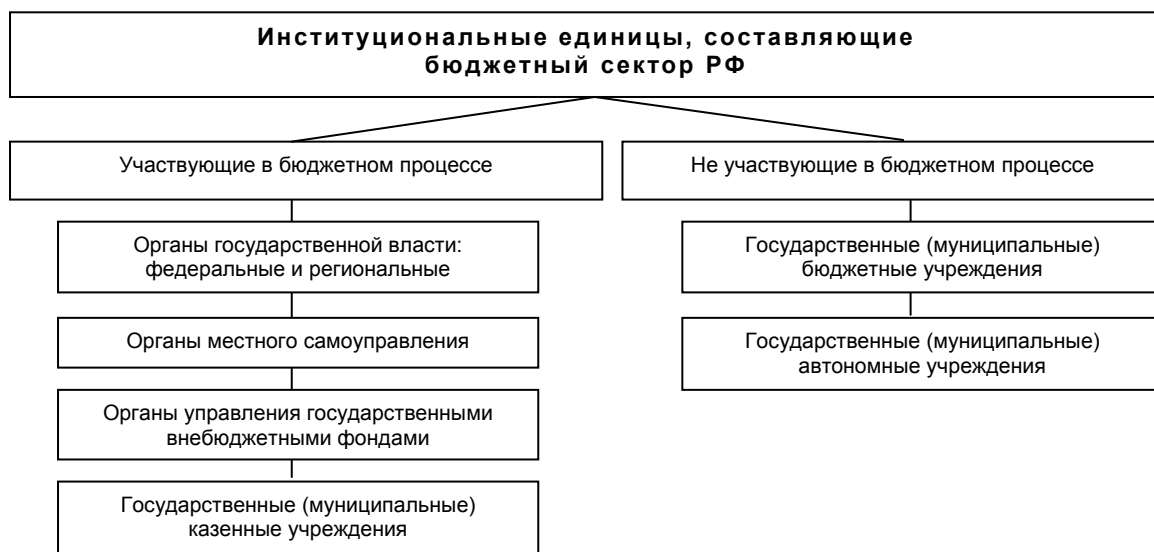 Институциональные единицы, составляющие
бюджетный сектор РФ
Участвующие в бюджетном процессе
Не участвующие в бюджетном процессе
Органы государственной власти:
федеральные и региональные
Органы местного самоуправления
Органы управления государственными
внебюджетными фондами
Государственные (муниципальные)
казенные учреждения
Государственные (муниципальные)
бюджетные учреждения
Государственные (муниципальные)
автономные учреждения